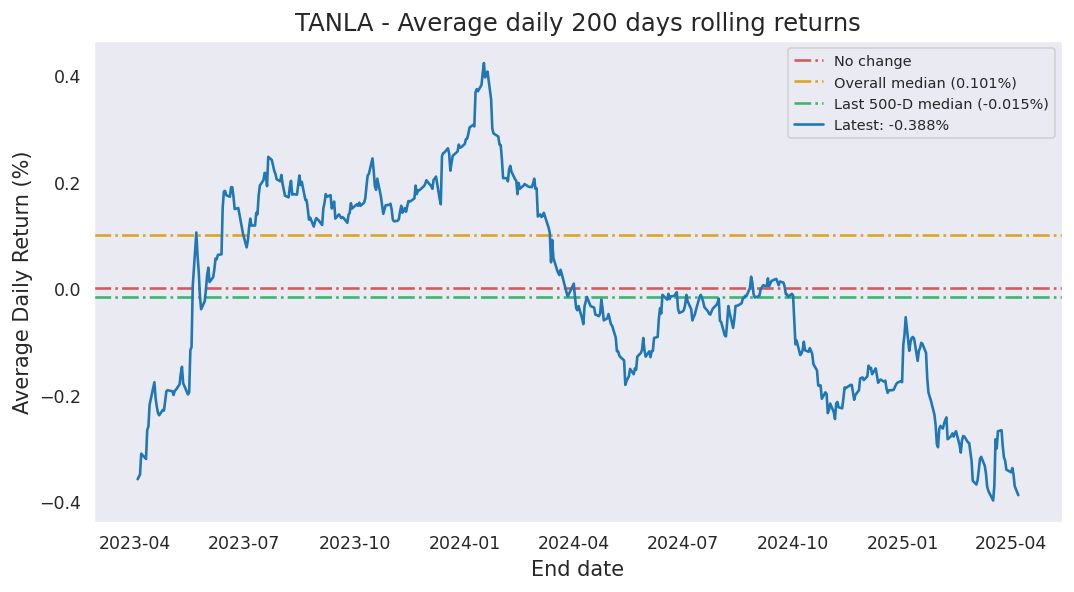 TANLA - Average daily 200 days rolling returns
No change
Overall median (0.101%)
Last 500-D median (-0.015%)
Latest: -0.388%
Average Daily Return (%)
0.4
0.2
0.0
−0.2
−0.4
2023-04 2023-07 2023-10 2024-01 2024-04 2024-07 2024-10 2025-01 2025-04
End date